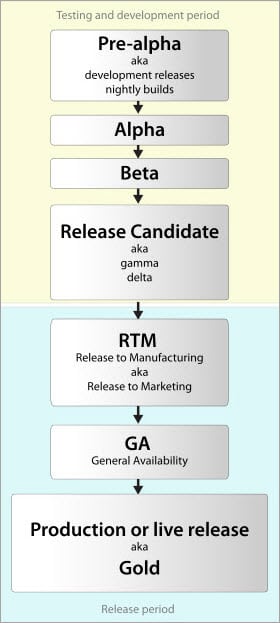 Testing and development period
Pre-alpha
aka
development releases
nightly builds
Alpha
Beta
Release Candidate
aka
gamma
delta
RTM
Release to Manufacturing
aka
Release to Marketing
GA
General Availability
Production or live release
aka
Gold
Release period